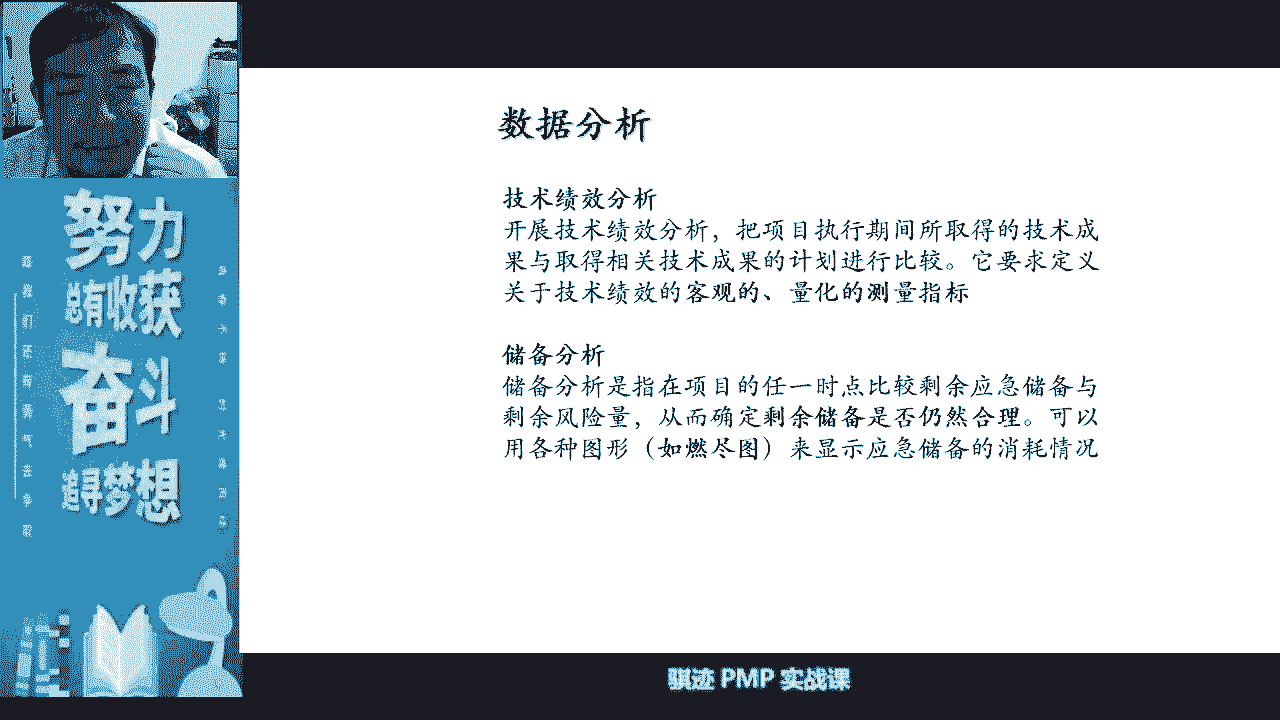 数据分析
技术绩效分析
开展技术绩效分析，把项目执行期间所取得的技术成
果与取得相关技术成果的计划进行比较。它要求定义
关于技术绩效的客观的、量化的测量指标
储备分析
储备分析是指在项目的任一时点比较剩余应急储备与
剩余风险量，从而确定剩余储备是否仍然合理。可以
用各种图形（如燃尽图）来显示应急储备的消耗情况
努力
总有收获
奋斗
追寻梦想
骐迹 PMP 实战课